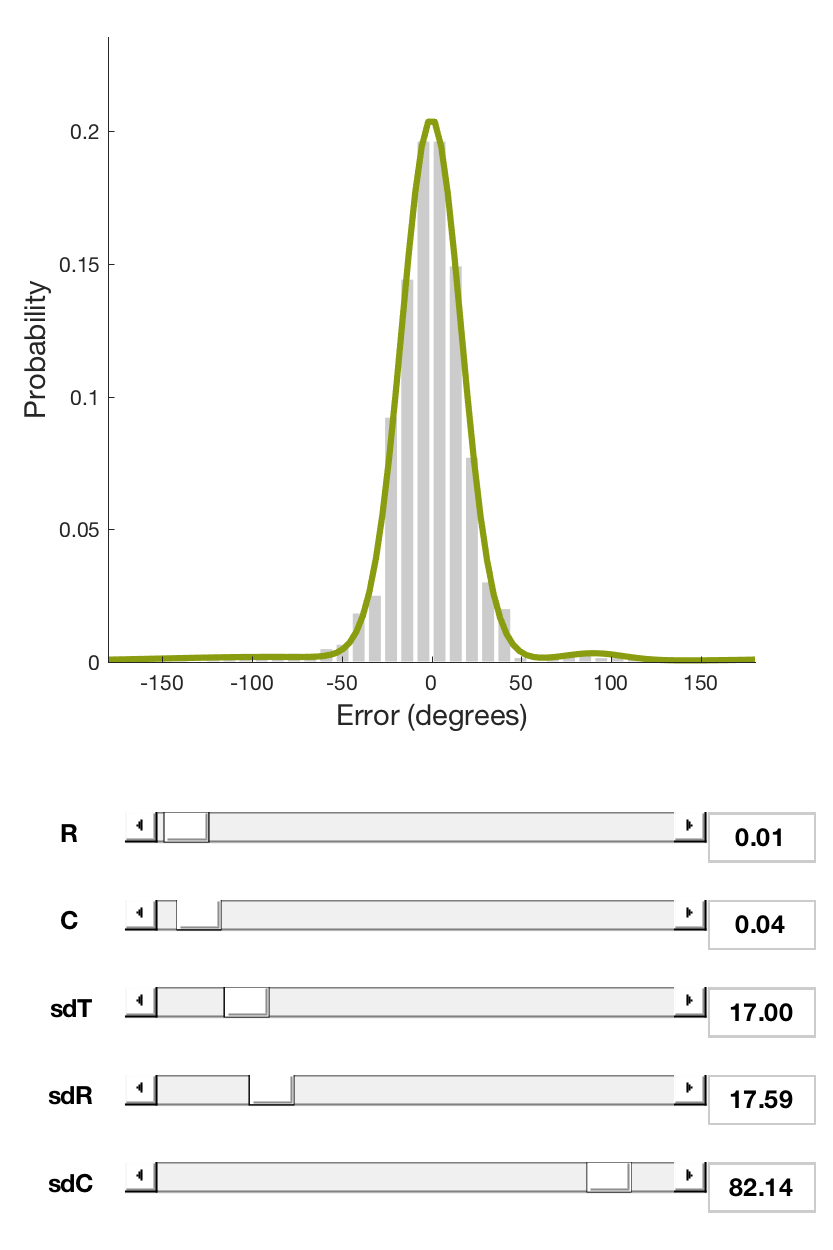 0.2
0.15
0.1
0.05
0
Probability
-150 -100 -50 0 50 100 150
Error (degrees)
R 0.01
C 0.04
sdT 17.00
sdR 17.59
sdC 82.14